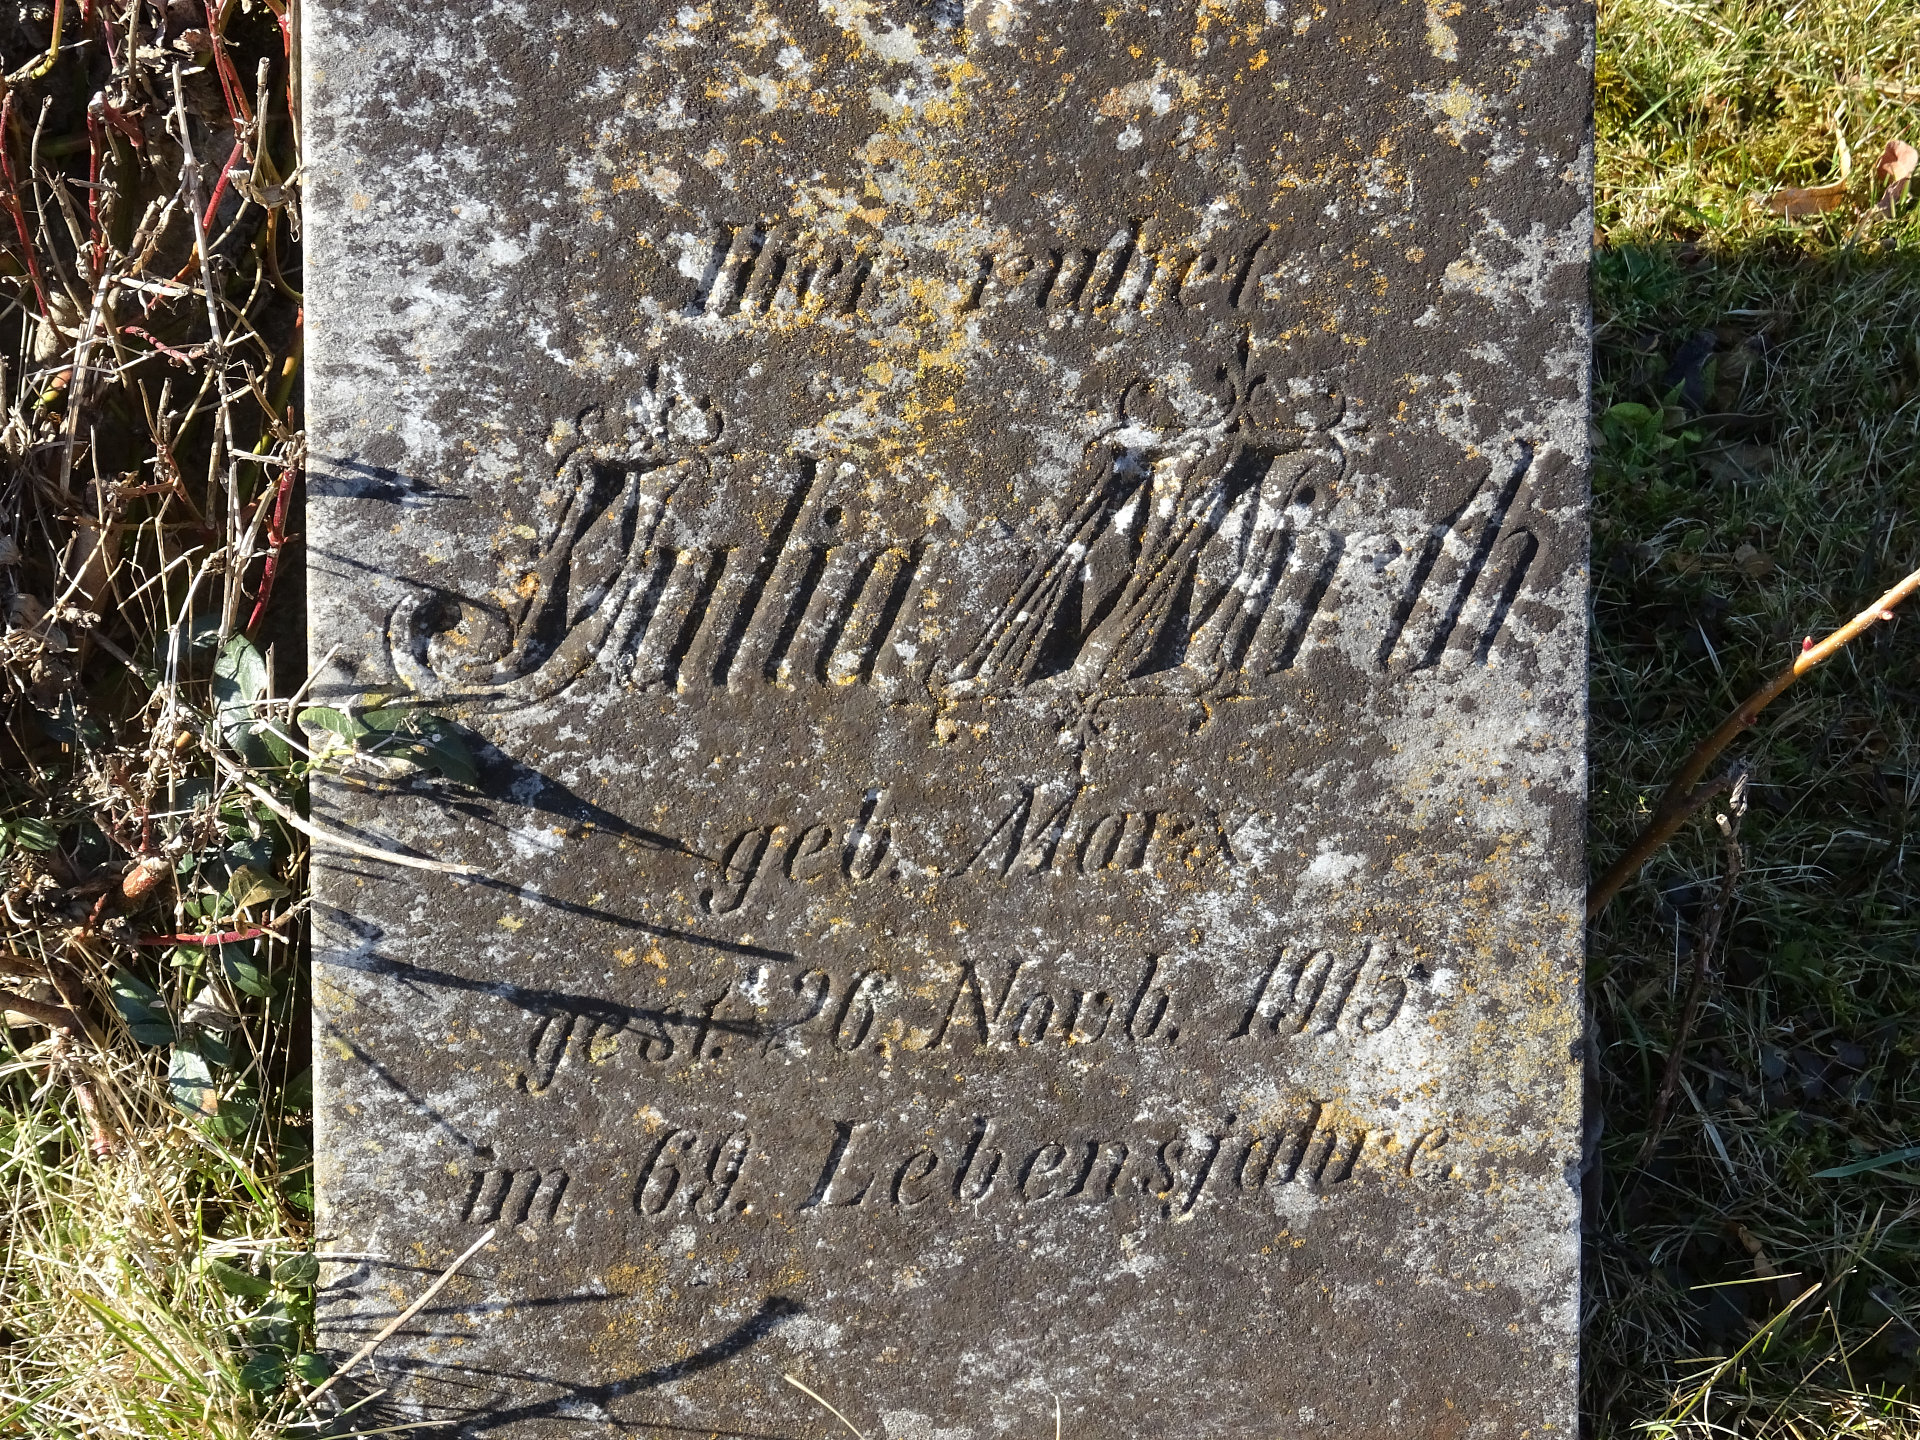 Hier ruhet
Julia Wirth
geb. Marx
gest. 26. Novb. 1915
im 69. Lebensjahre.